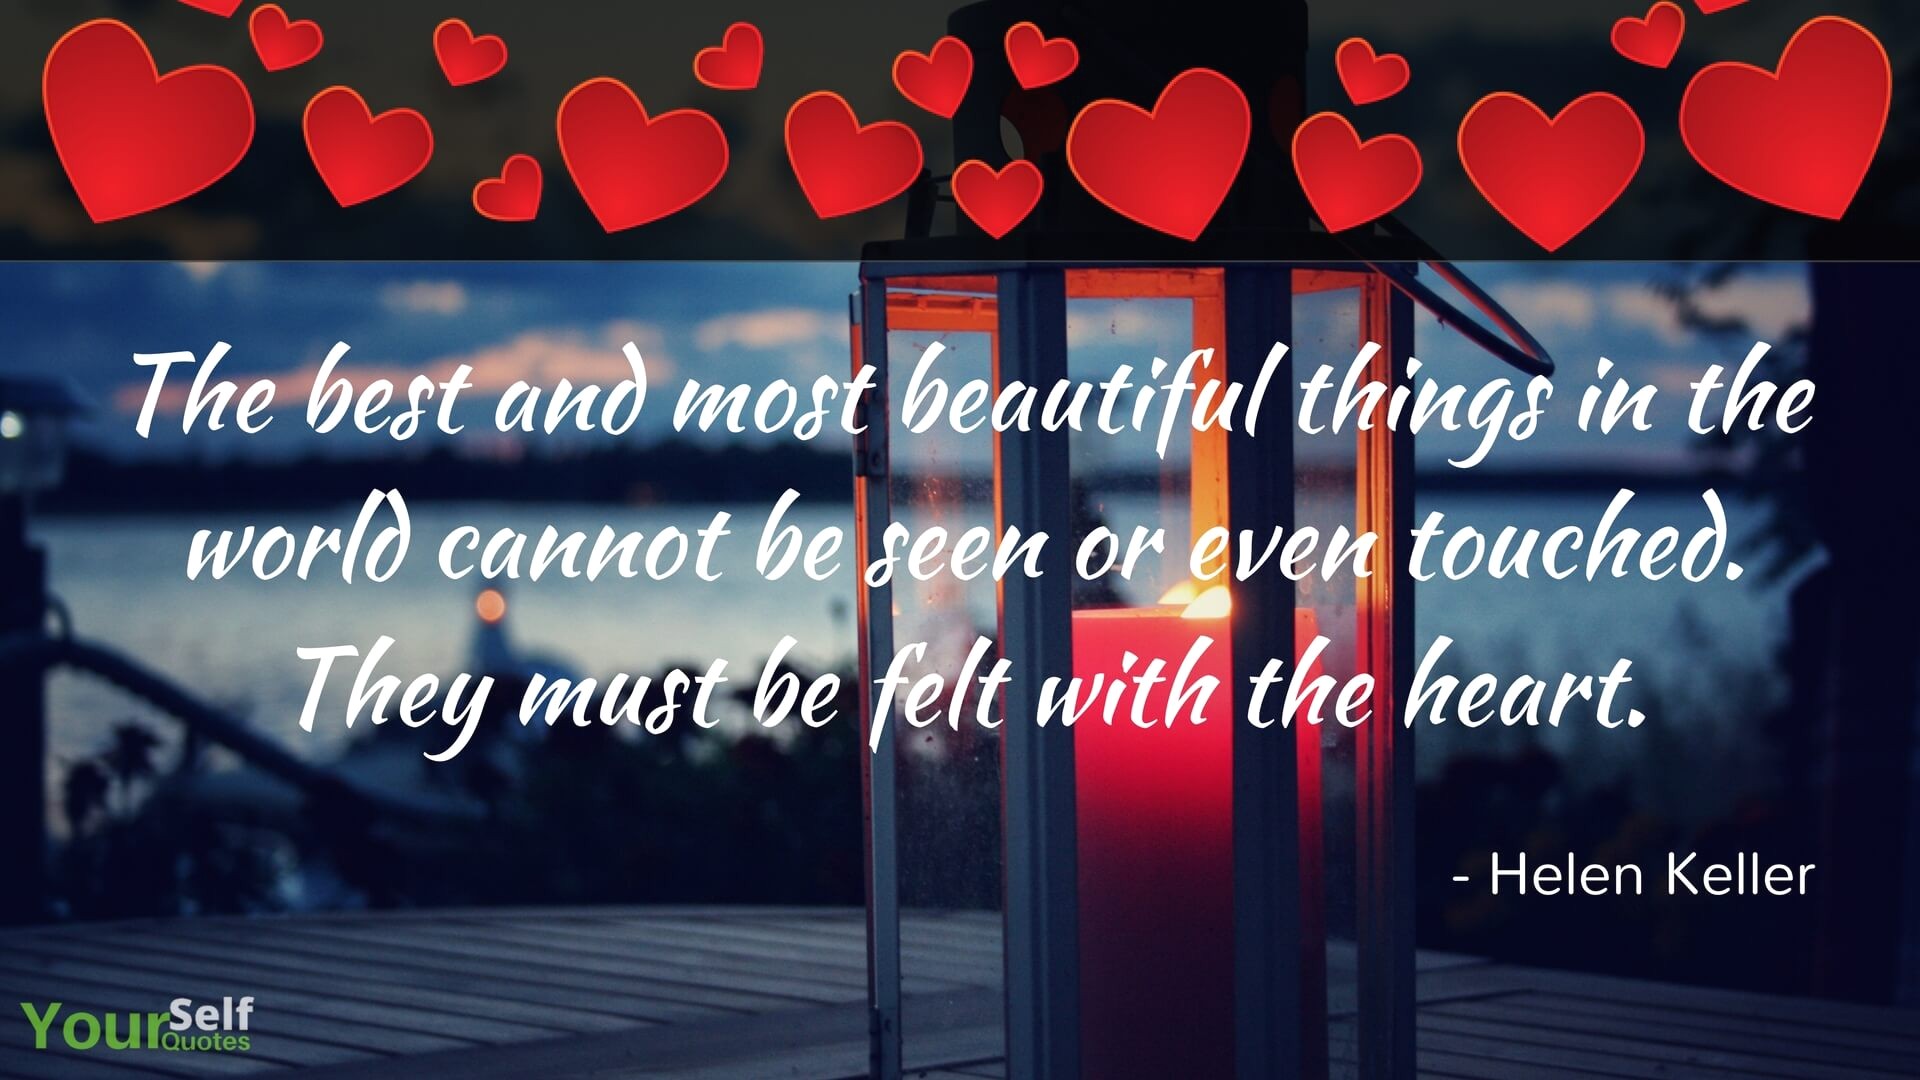 The best and most beautiful things in the
world cannot be seen or even touched.
They must be felt with the heart.
- Helen Keller
YourSelf
Quotes